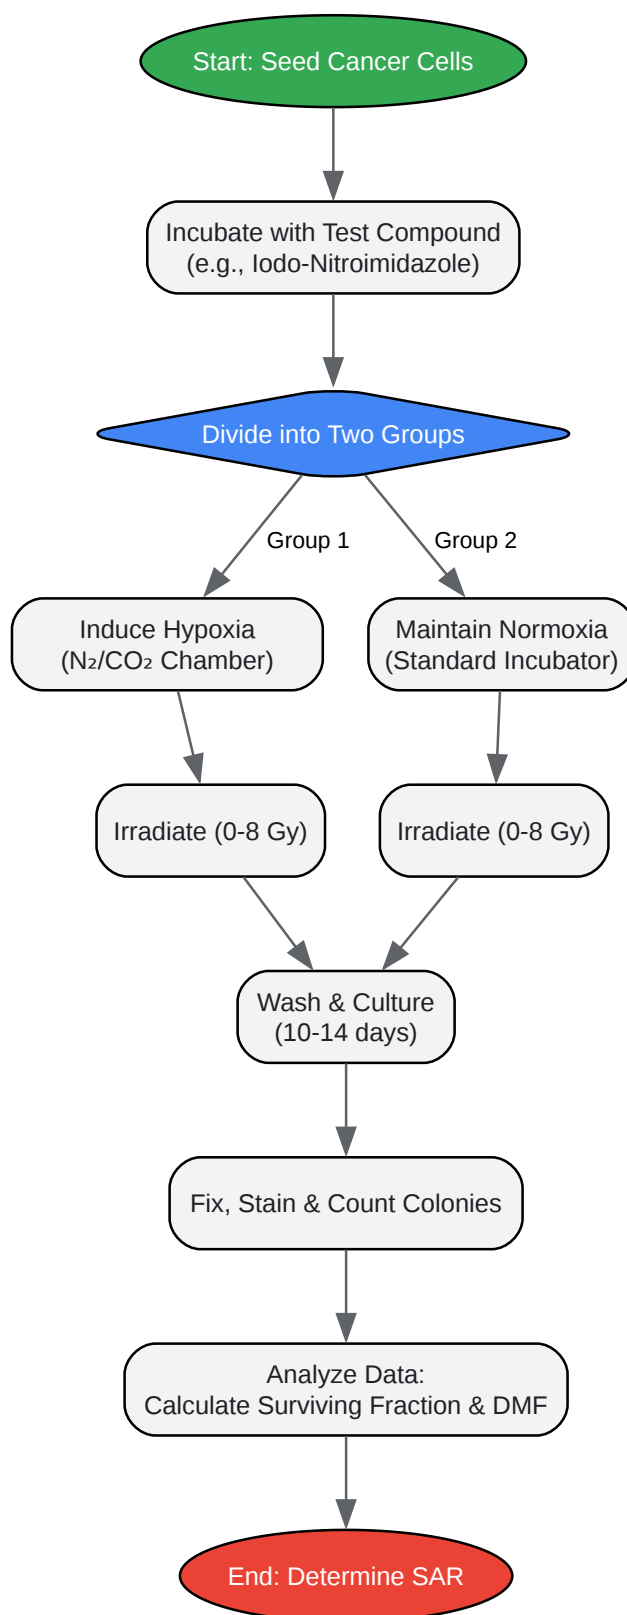 Start: Seed Cancer Cells
Incubate with Test Compound
(e.g., Iodo-Nitroimidazole)
Divide into Two Groups
Group 1
Group 2
Induce Hypoxia
(N₂/CO₂ Chamber)
Maintain Normoxia
(Standard Incubator)
Irradiate (0-8 Gy)
Irradiate (0-8 Gy)
Wash & Culture
(10-14 days)
Fix, Stain & Count Colonies
Analyze Data:
Calculate Surviving Fraction & DMF
End: Determine SAR